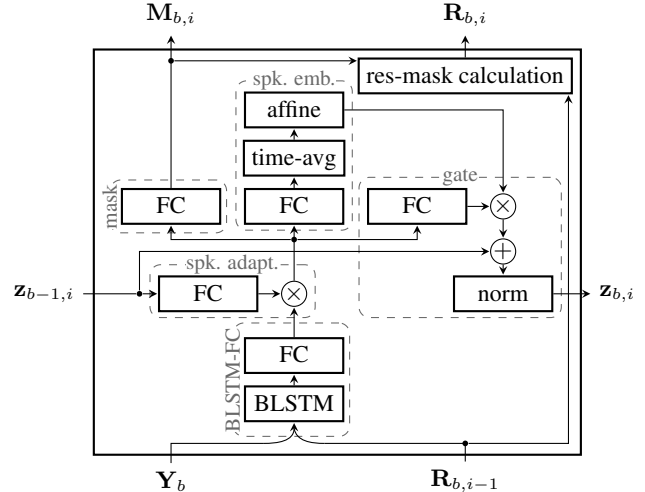 M_{b,i} R_{b,i}
res-mask calculation
spk. emb.
affine
time-avg
gate
mask
FC FC FC
×
+
spk. adapt.
z_{b−1,i} FC × norm z_{b,i}
BLSTM-FC
FC
BLSTM
Y_b R_{b,i−1}